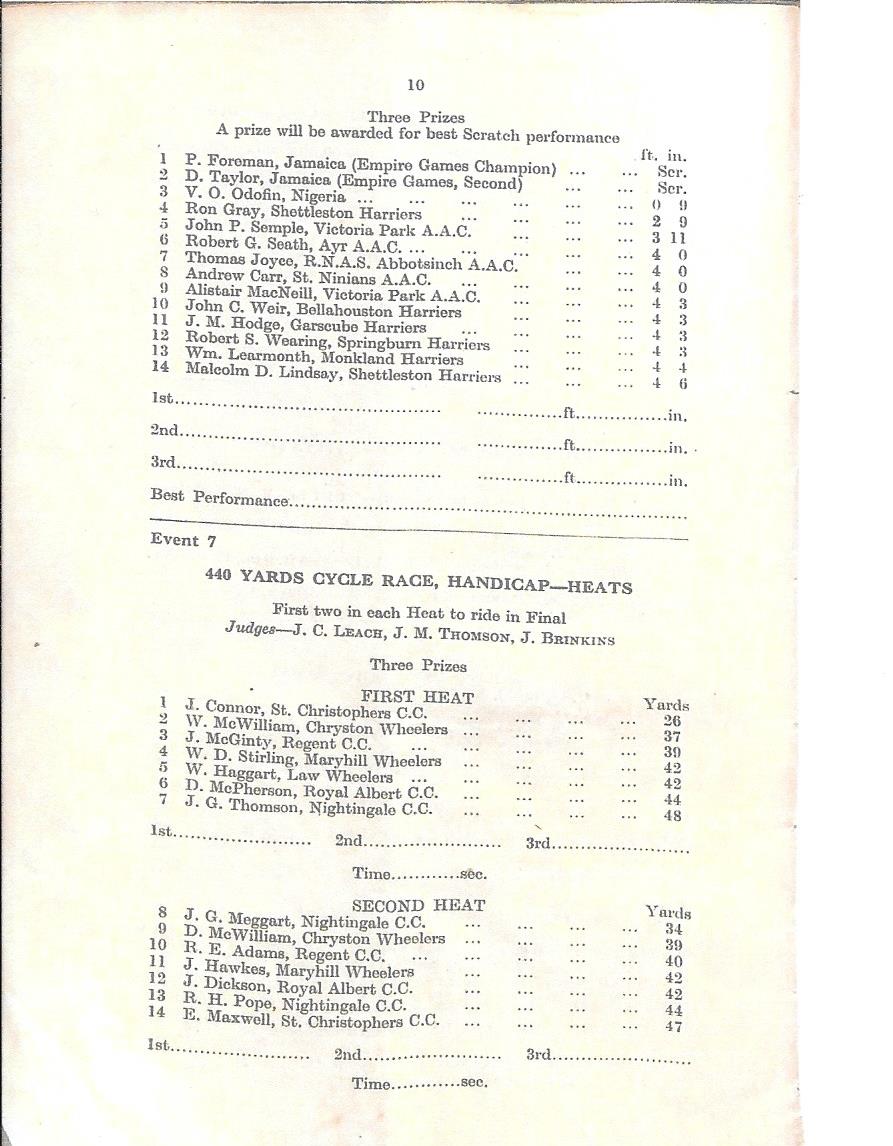 10
Three Prizes
A prize will be awarded for best Scratch performance
ft. in.
1 P. Foreman, Jamaica (Empire Games Champion) ... ... Scr.
2 D. Taylor, Jamaica (Empire Games, Second) ... ... Scr.
3 V. O. Odofin, Nigeria ... ... ... ... ... ... 0 9
4 Ron Gray, Shettleston Harriers ... ... ... ... 2 9
5 John P. Semple, Victoria Park A.A.C. ... ... ... 3 11
6 Robert G. Seath, Ayr A.A.C. ... ... ... ... ... 4 0
7 Thomas Joyce, R.N.A.S. Abbotsinch A.A.C. ... ... 4 0
8 Andrew Carr, St. Ninians A.A.C. ... ... ... ... 4 0
9 Alistair MacNeill, Victoria Park A.A.C. ... ... ... 4 3
10 John C. Weir, Bellahouston Harriers ... ... ... 4 3
11 J. M. Hodge, Garscube Harriers ... ... ... ... 4 3
12 Robert S. Wearing, Springburn Harriers ... ... ... 4 3
13 Wm. Learmonth, Monkland Harriers ... ... ... 4 4
14 Malcolm D. Lindsay, Shettleston Harriers ... ... ... 4 6
1st.......................................... ..............ft...............in.
2nd.......................................... ..............ft...............in.
3rd.......................................... ..............ft...............in.
Best Performance..............................................................
Event 7
440 YARDS CYCLE RACE, HANDICAP—HEATS
First two in each Heat to ride in Final
Judges—J. C. LEACH, J. M. THOMSON, J. BRINKINS
Three Prizes
FIRST HEAT
Yards
1 J. Connor, St. Christophers C.C. ... ... ... ... 26
2 W. McWilliam, Chryston Wheelers ... ... ... ... 37
3 J. McGinty, Regent C.C. ... ... ... ... ... 39
4 W. D. Stirling, Maryhill Wheelers ... ... ... ... 42
5 W. Haggart, Law Wheelers ... ... ... ... ... 42
6 D. McPherson, Royal Albert C.C. ... ... ... ... 44
7 J. G. Thomson, Nightingale C.C. ... ... ... ... 48
1st...................... 2nd...................... 3rd......................
Time............sec.
SECOND HEAT
Yards
8 J. G. Meggart, Nightingale C.C. ... ... ... ... 34
9 D. McWilliam, Chryston Wheelers ... ... ... ... 39
10 R. E. Adams, Regent C.C. ... ... ... ... ... 40
11 J. Hawkes, Maryhill Wheelers ... ... ... ... 42
12 J. Dickson, Royal Albert C.C. ... ... ... ... 42
13 R. H. Pope, Nightingale C.C. ... ... ... ... 44
14 E. Maxwell, St. Christophers C.C. ... ... ... ... 47
1st...................... 2nd...................... 3rd......................
Time............sec.